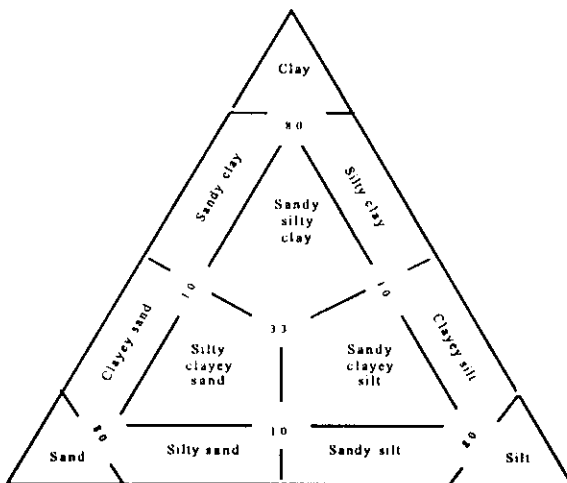 Clay
80
Sandy clay
Silty clay
Sandy
silty
clay
10
10
33
Clayey sand
Silty
clayey
sand
Sandy
clayey
silt
Clayey silt
80
10
80
Sand
Silty sand
Sandy silt
Silt